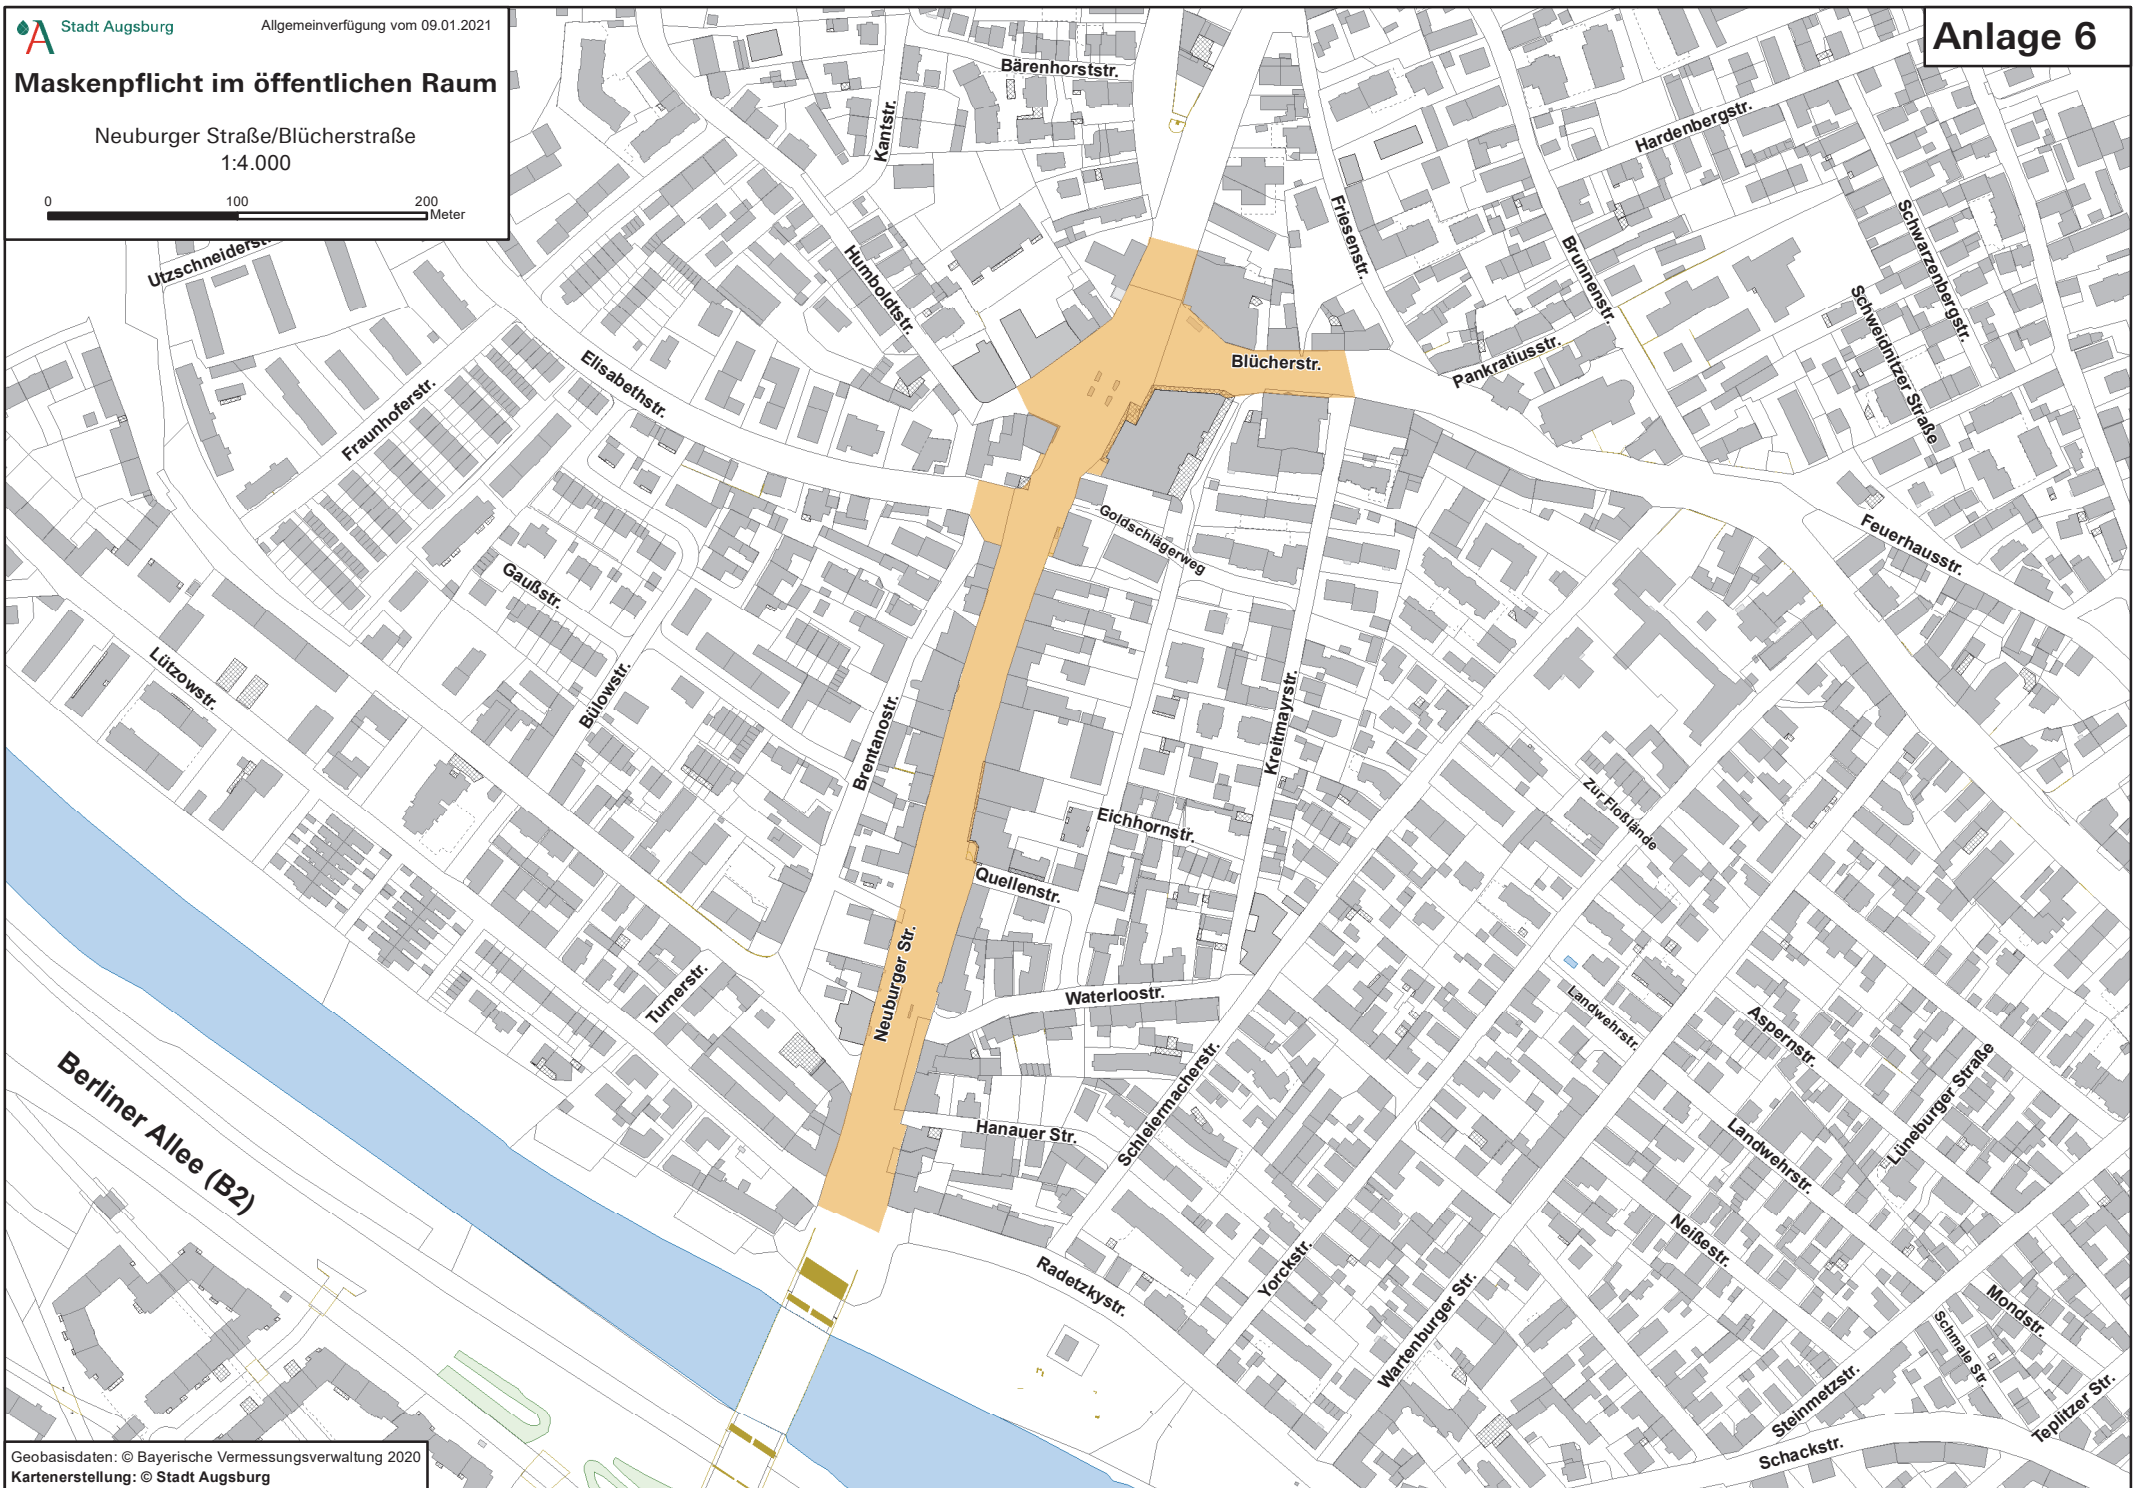 Stadt Augsburg
Allgemeinverfügung vom 09.01.2021
Maskenpflicht im öffentlichen Raum
Neuburger Straße/Blücherstraße
1:4.000
0 100 200
Meter
Anlage 6
Bärenhorststr.
Kantstr.
Hardenbergstr.
Friesenstr.
Schwarzenbergstr.
Utzschneiderstr.
Humboldtstr.
Brunnenstr.
Schweidnitzer Straße
Blücherstr.
Pankratiusstr.
Elisabethstr.
Fraunhoferstr.
Goldschlägerweg
Feuerhausstr.
Gaußstr.
Lützowstr.
Bülowstr.
Brentanostr.
Kreitmayrstr.
Zur Floßlände
Eichhornstr.
Quellenstr.
Neuburger Str.
Turnerstr.
Waterloostr.
Landwehrstr.
Aspernstr.
Lüneburger Straße
Berliner Allee (B2)
Schleiermacherstr.
Hanauer Str.
Landwehrstr.
Neißestr.
Radetzkystr.
Yorckstr.
Wartenburger Str.
Mondstr.
Schmale Str.
Steinmetzstr.
Teplitzer Str.
Schackstr.
Geobasisdaten: © Bayerische Vermessungsverwaltung 2020
Kartenerstellung: © Stadt Augsburg